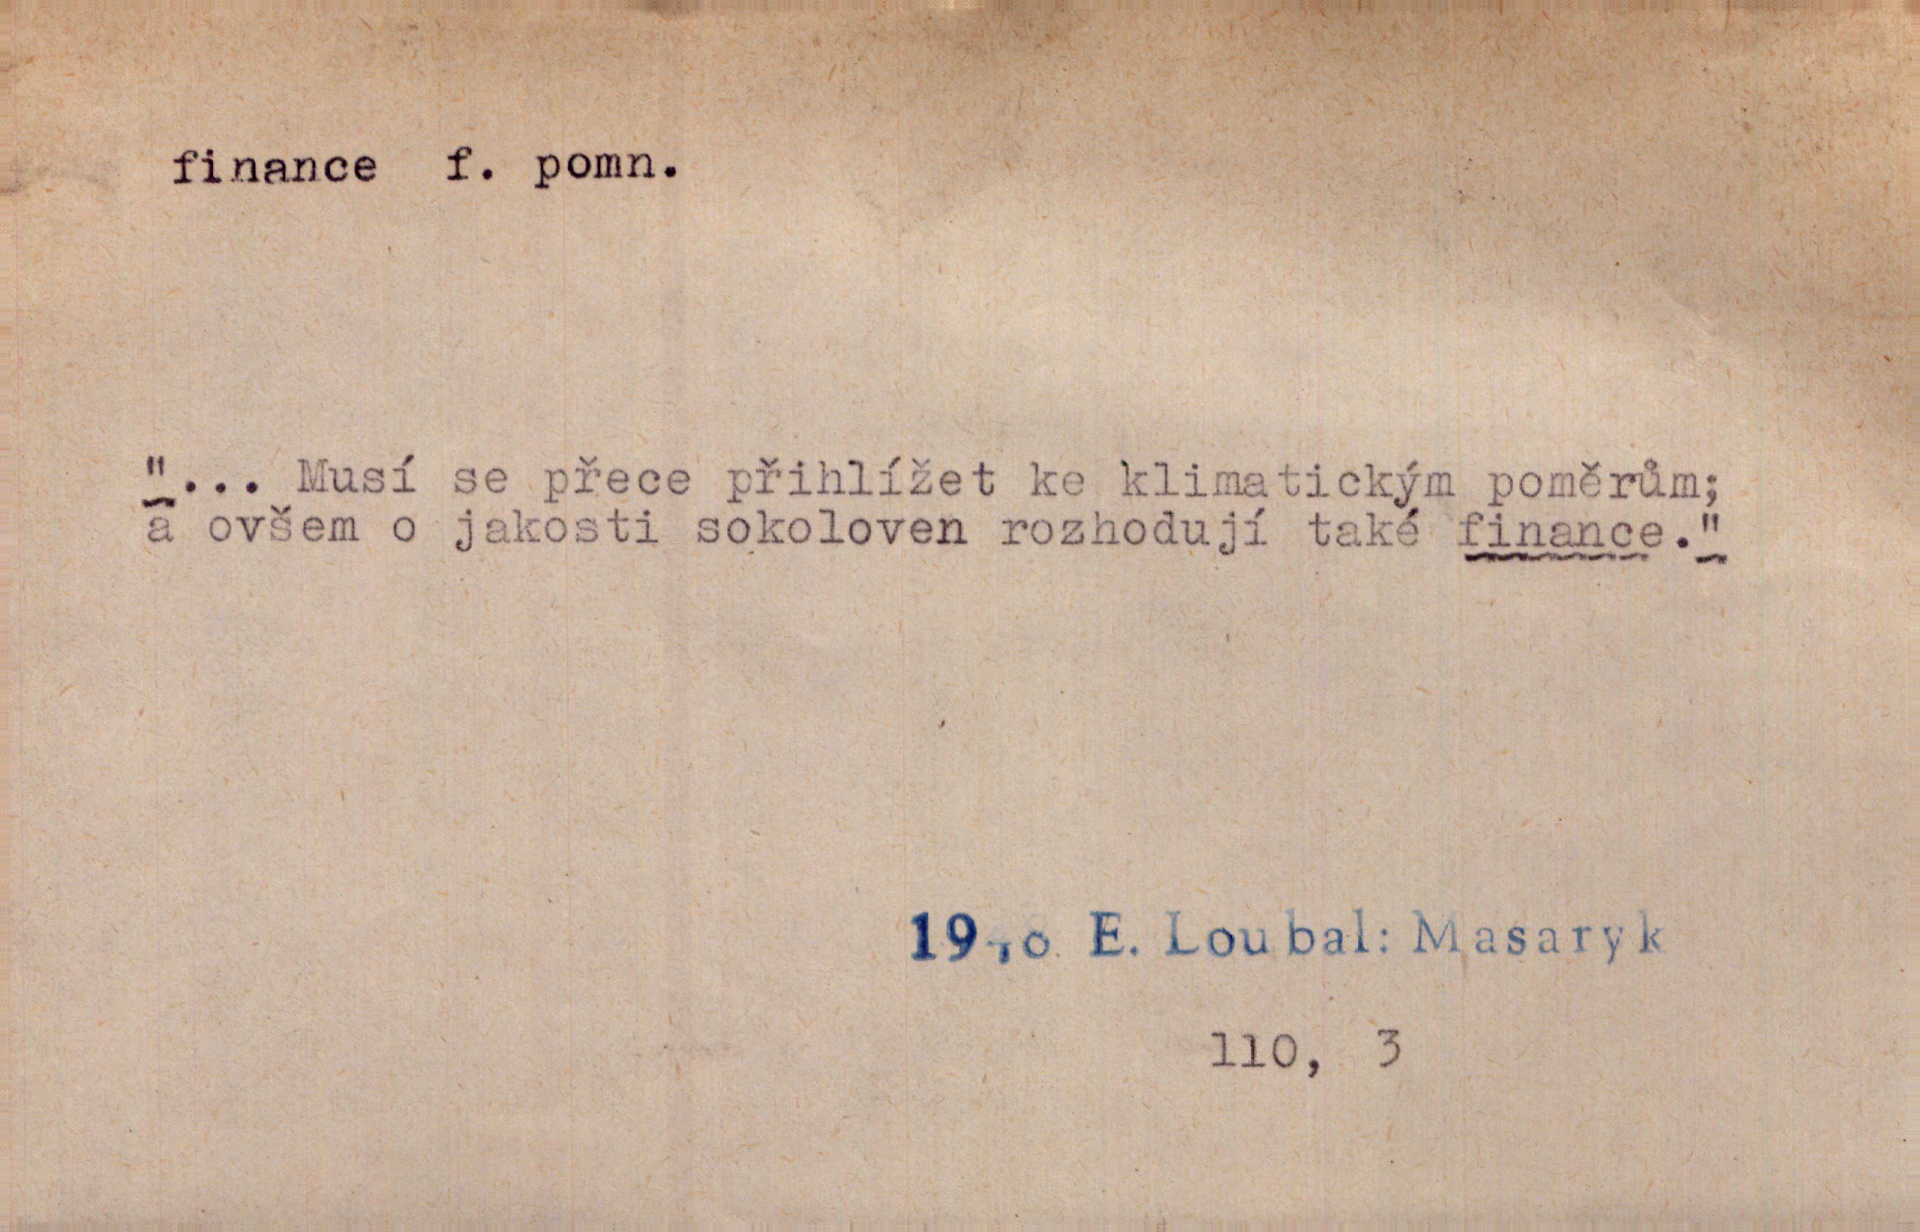 finance f. pomn.
"... Musí se přece přihlížet ke klimatickým poměrům;
a ovšem o jakosti sokoloven rozhodují také finance."
E. Loubal: Masaryk
110, 3